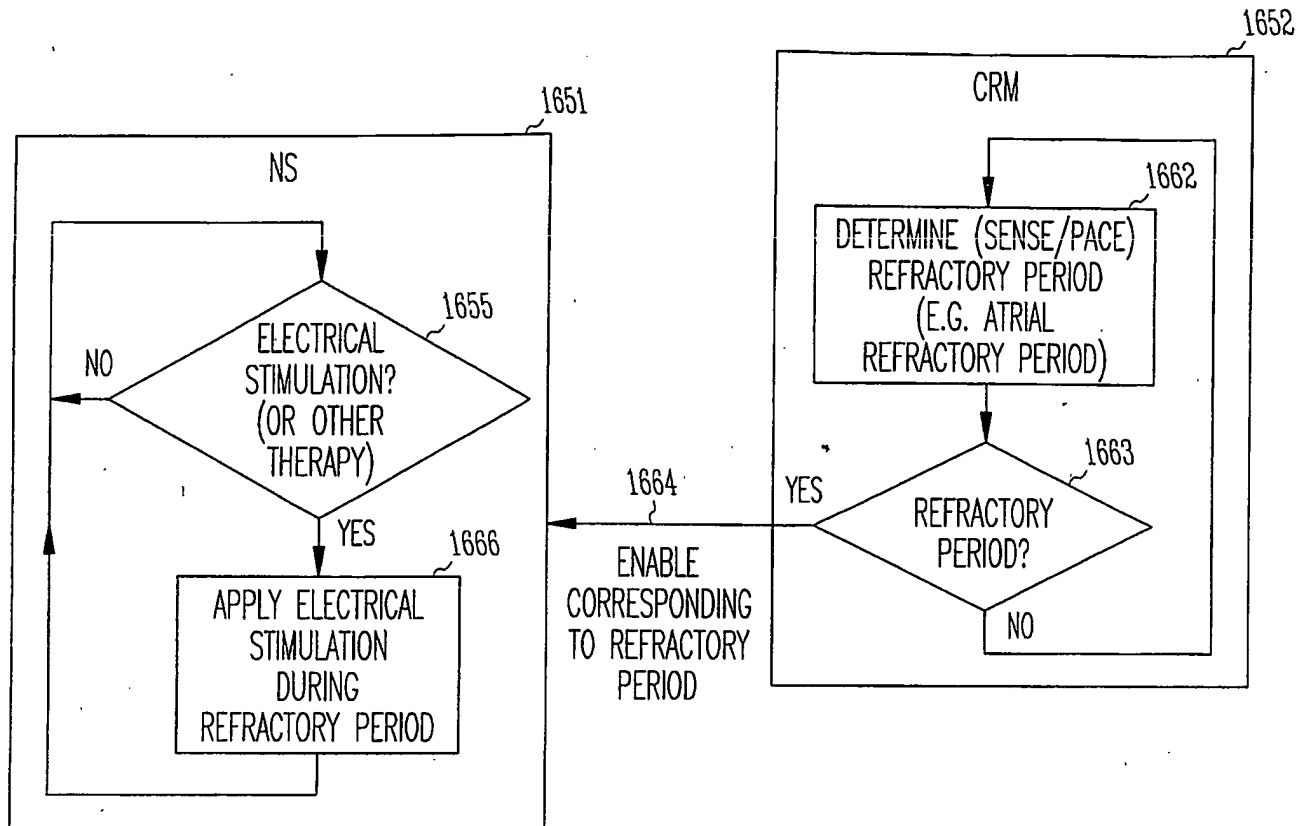 1651
NS
1655
ELECTRICAL
STIMULATION?
(OR OTHER
THERAPY)
NO
YES
1666
APPLY ELECTRICAL
STIMULATION
DURING
REFRACTORY PERIOD
1652
CRM
1662
DETERMINE (SENSE/PACE)
REFRACTORY PERIOD
(E.G. ATRIAL
REFRACTORY PERIOD)
1663
REFRACTORY
PERIOD?
YES
NO
1664
ENABLE
CORRESPONDING
TO REFRACTORY
PERIOD